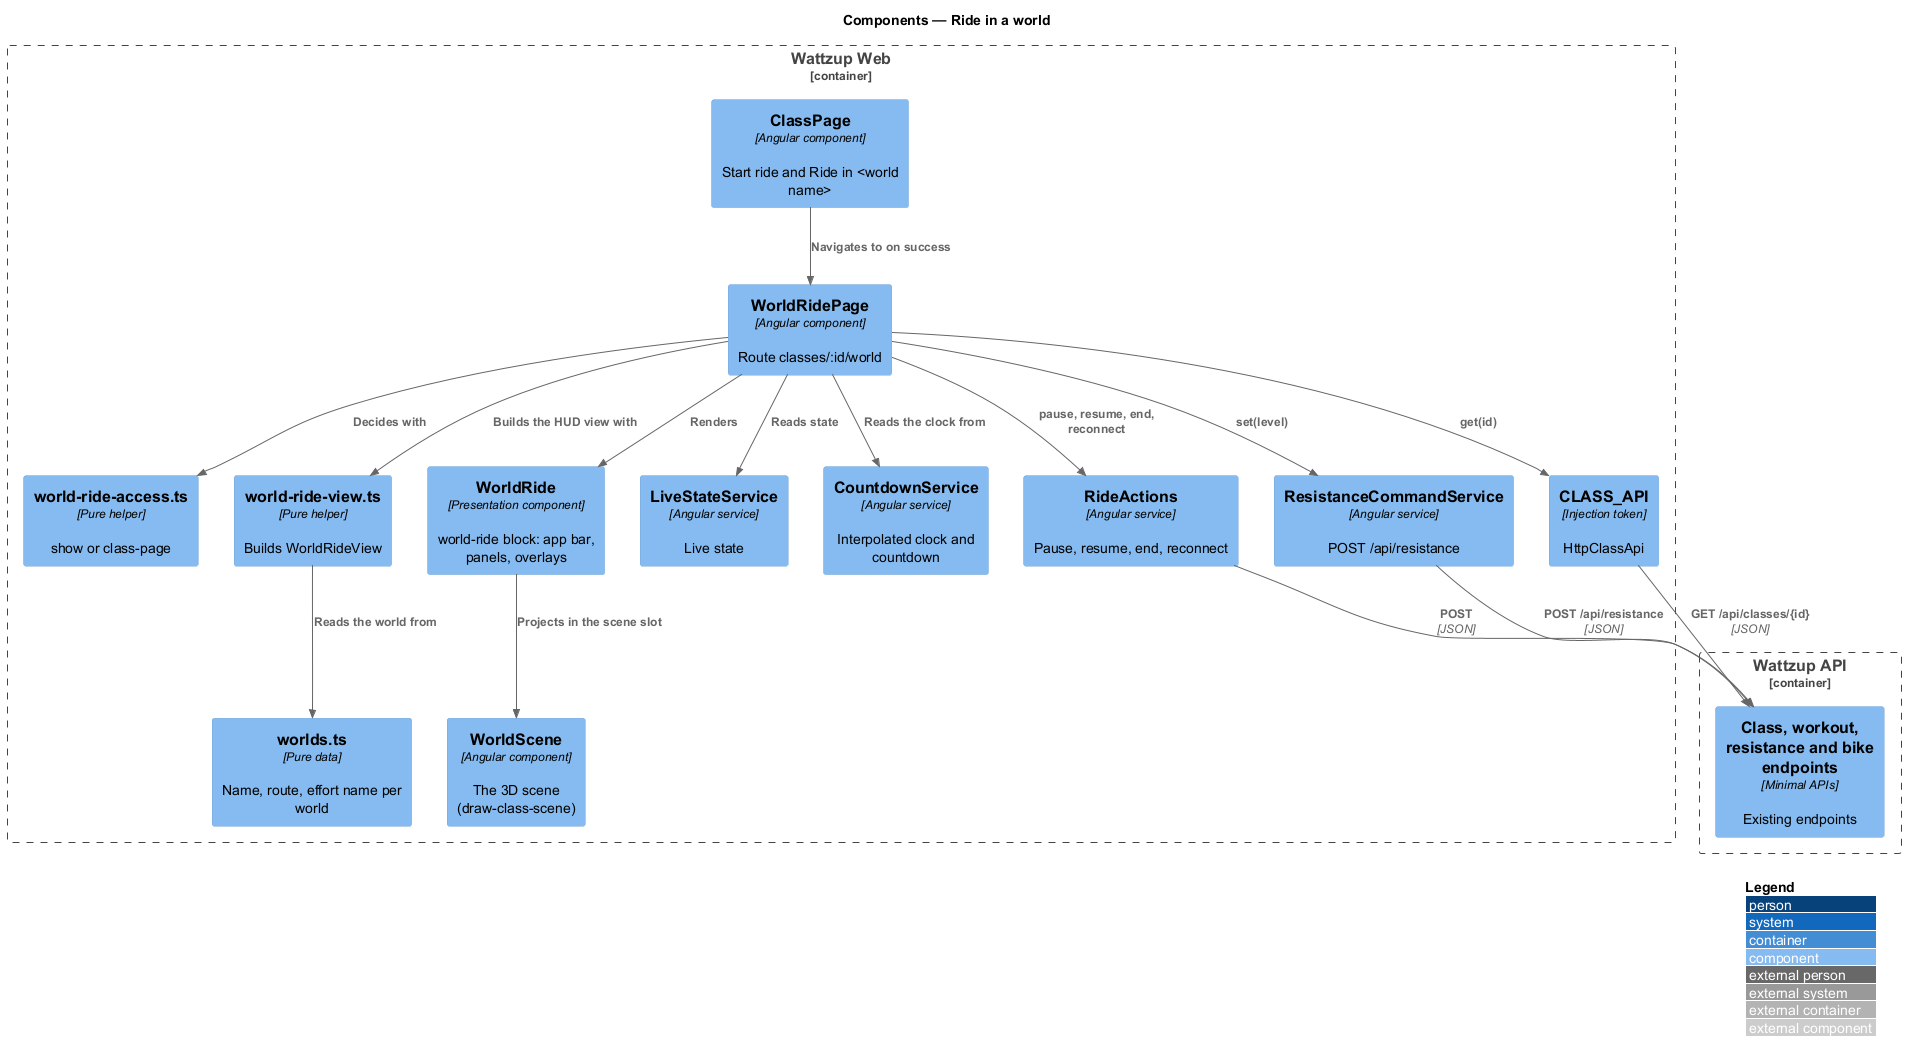 Components — Ride in a world
Wattzup Web
[container]
ClassPage
[Angular component]
Start ride and Ride in <world
name>
Navigates to on success
WorldRidePage
[Angular component]
Route classes/:id/world
Decides with
Builds the HUD view with
Renders
Reads state
Reads the clock from
pause, resume, end,
reconnect
set(level)
get(id)
world-ride-access.ts
[Pure helper]
show or class-page
world-ride-view.ts
[Pure helper]
Builds WorldRideView
WorldRide
[Presentation component]
world-ride block: app bar,
panels, overlays
LiveStateService
[Angular service]
Live state
CountdownService
[Angular service]
Interpolated clock and
countdown
RideActions
[Angular service]
Pause, resume, end, reconnect
ResistanceCommandService
[Angular service]
POST /api/resistance
CLASS_API
[Injection token]
HttpClassApi
Reads the world from
Projects in the scene slot
POST
[JSON]
POST /api/resistance
[JSON]
GET /api/classes/{id}
[JSON]
worlds.ts
[Pure data]
Name, route, effort name per
world
WorldScene
[Angular component]
The 3D scene
(draw-class-scene)
Wattzup API
[container]
Class, workout,
resistance and bike
endpoints
[Minimal APIs]
Existing endpoints
Legend
person
system
container
component
external person
external system
external container
external component